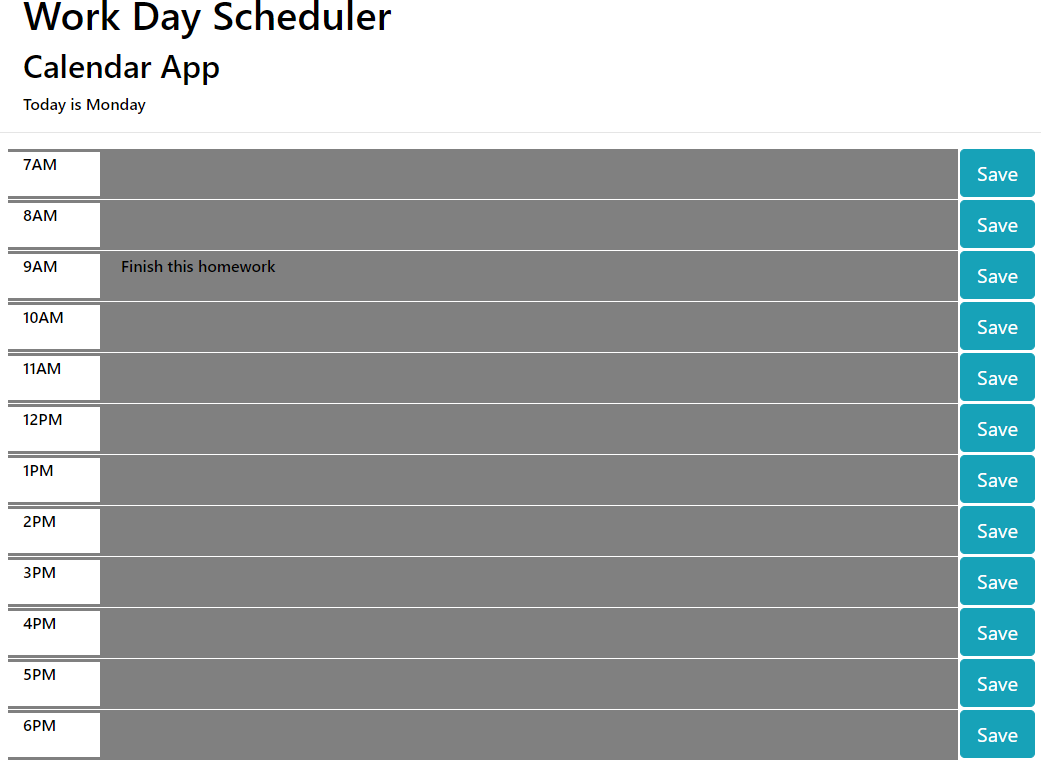 Work Day Scheduler
Calendar App
Today is Monday
7AM Save
8AM Save
9AM Finish this homework Save
10AM Save
11AM Save
12PM Save
1PM Save
2PM Save
3PM Save
4PM Save
5PM Save
6PM Save